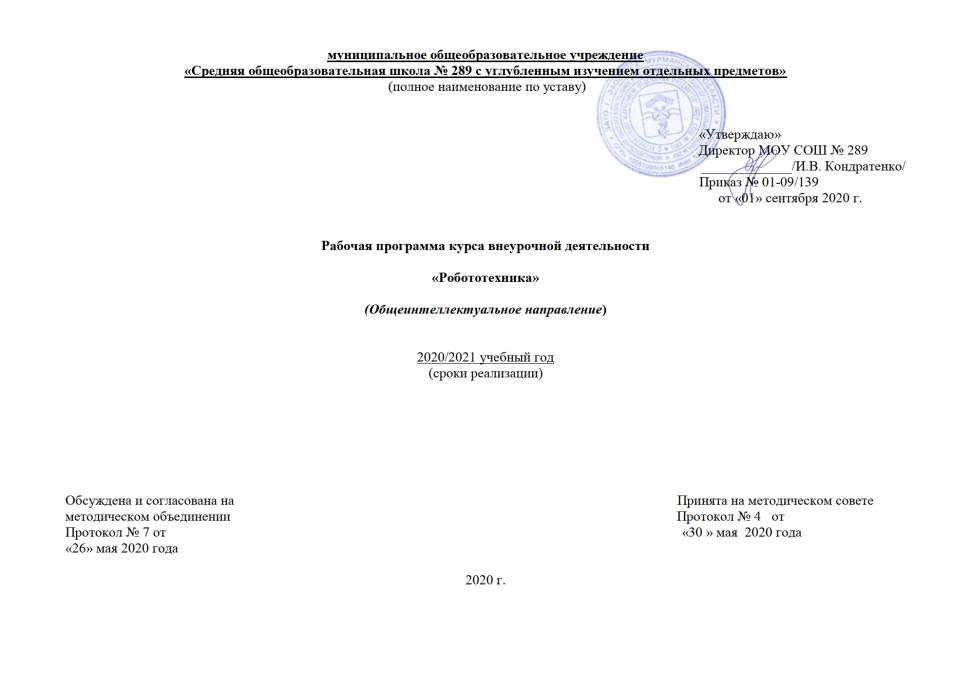 муниципальное общеобразовательное учреждение
«Средняя общеобразовательная школа № 289 с углубленным изучением отдельных предметов»
(полное наименование по уставу)
«Утверждаю»
Директор МОУ СОШ № 289
_____________/И.В. Кондратенко/
Приказ № 01-09/139
от «01» сентября 2020 г.
Рабочая программа курса внеурочной деятельности
«Робототехника»
(Общеинтеллектуальное направление)
2020/2021 учебный год
(сроки реализации)
Обсуждена и согласована на
методическом объединении
Протокол № 7 от
«26» мая 2020 года
Принята на методическом совете
Протокол № 4 от
«30 » мая 2020 года
2020 г.